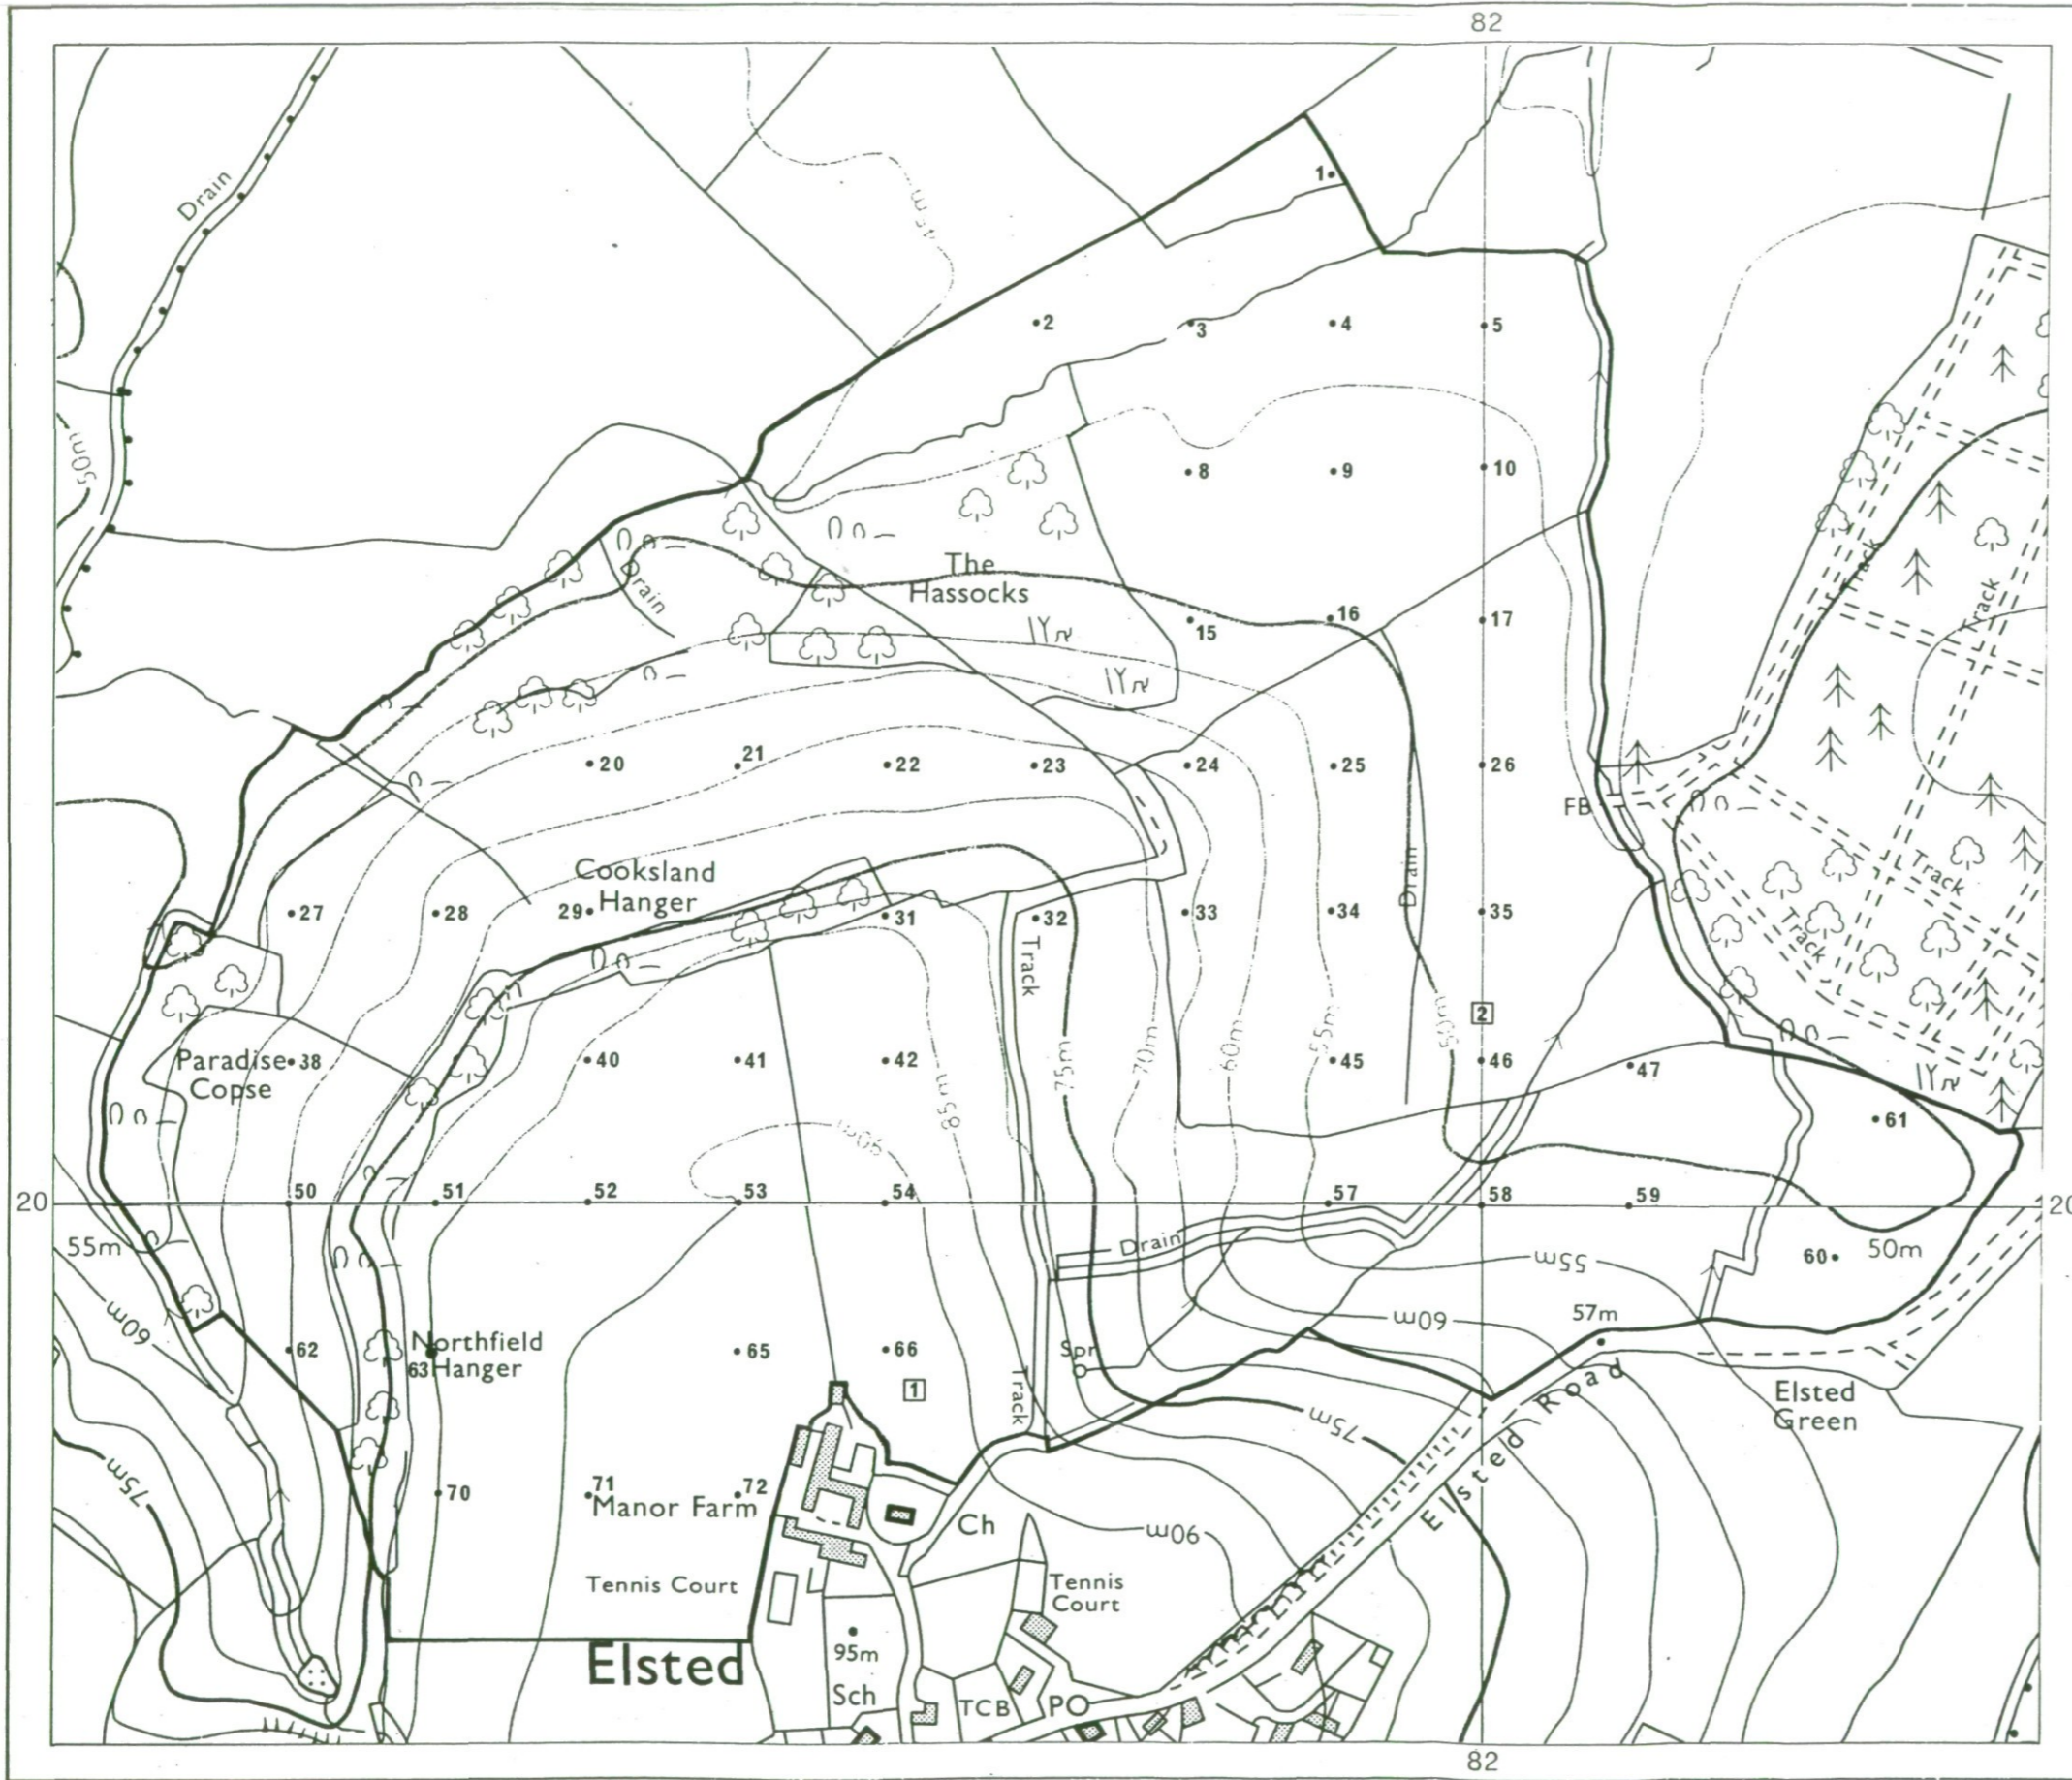 82
Drain
45m
1
2
3
4
5
50m
8
9
10
The
Hassocks
Drain
15
16
17
Track
Track
20
21
22
23
24
25
26
FB
Cooksland
Hanger
27
28
29
31
32
33
34
35
Drain
Track
Track
Track
2
Paradise
Copse
38
40
41
42
85m
75m
70m
60m
55m
50m
45
46
47
61
90m
20
50
51
52
53
54
57
58
59
20
55m
Drain
60
50m
55m
60m
60m
57m
62
Northfield
63 Hanger
65
66
1
Spr
Track
75m
Elsted Road
Elsted
Green
75m
70
71
72
Manor Farm
Ch
90m
Tennis Court
Tennis
Court
Elsted
95m
Sch
TCB
PO
82